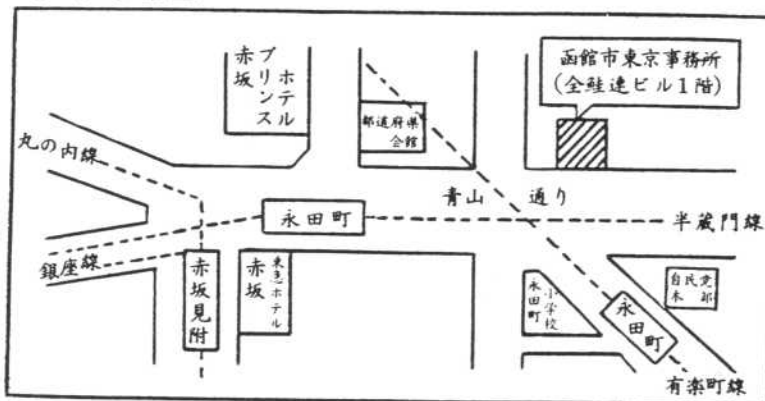 函館市東京事務所
(全鮭連ビル1階)
赤坂
プリンス
ホテル
都道府県
会館
丸の内線
青山通り
永田町
半蔵門線
銀座線
赤坂見附
赤坂
東急ホテル
永田町
小学校
自民党
本部
永田町
有楽町線